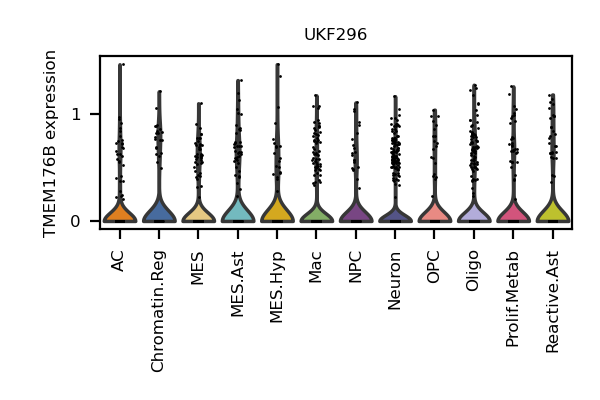 UKF296
TMEM176B expression
1
0
AC
Chromatin.Reg
MES
MES.Ast
MES.Hyp
Mac
NPC
Neuron
OPC
Oligo
Prolif.Metab
Reactive.Ast